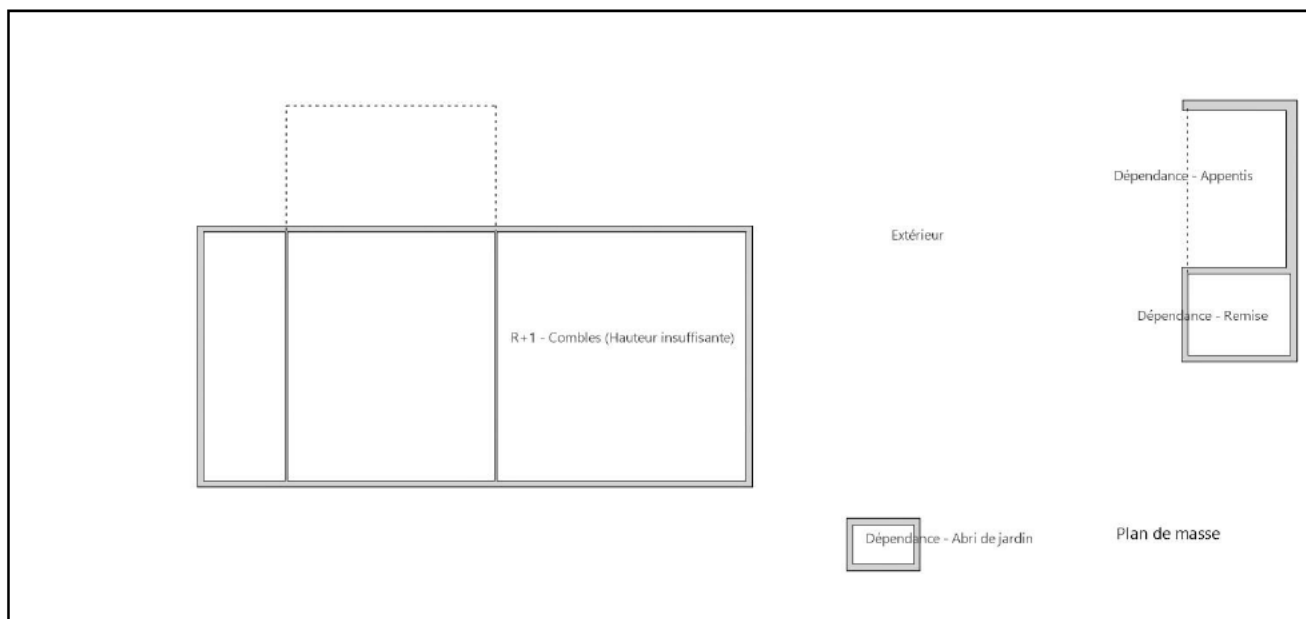 Dépendance - Appentis
Extérieur
Dépendance - Remise
R+1 - Combles (Hauteur insuffisante)
Dépendance - Abri de jardin
Plan de masse